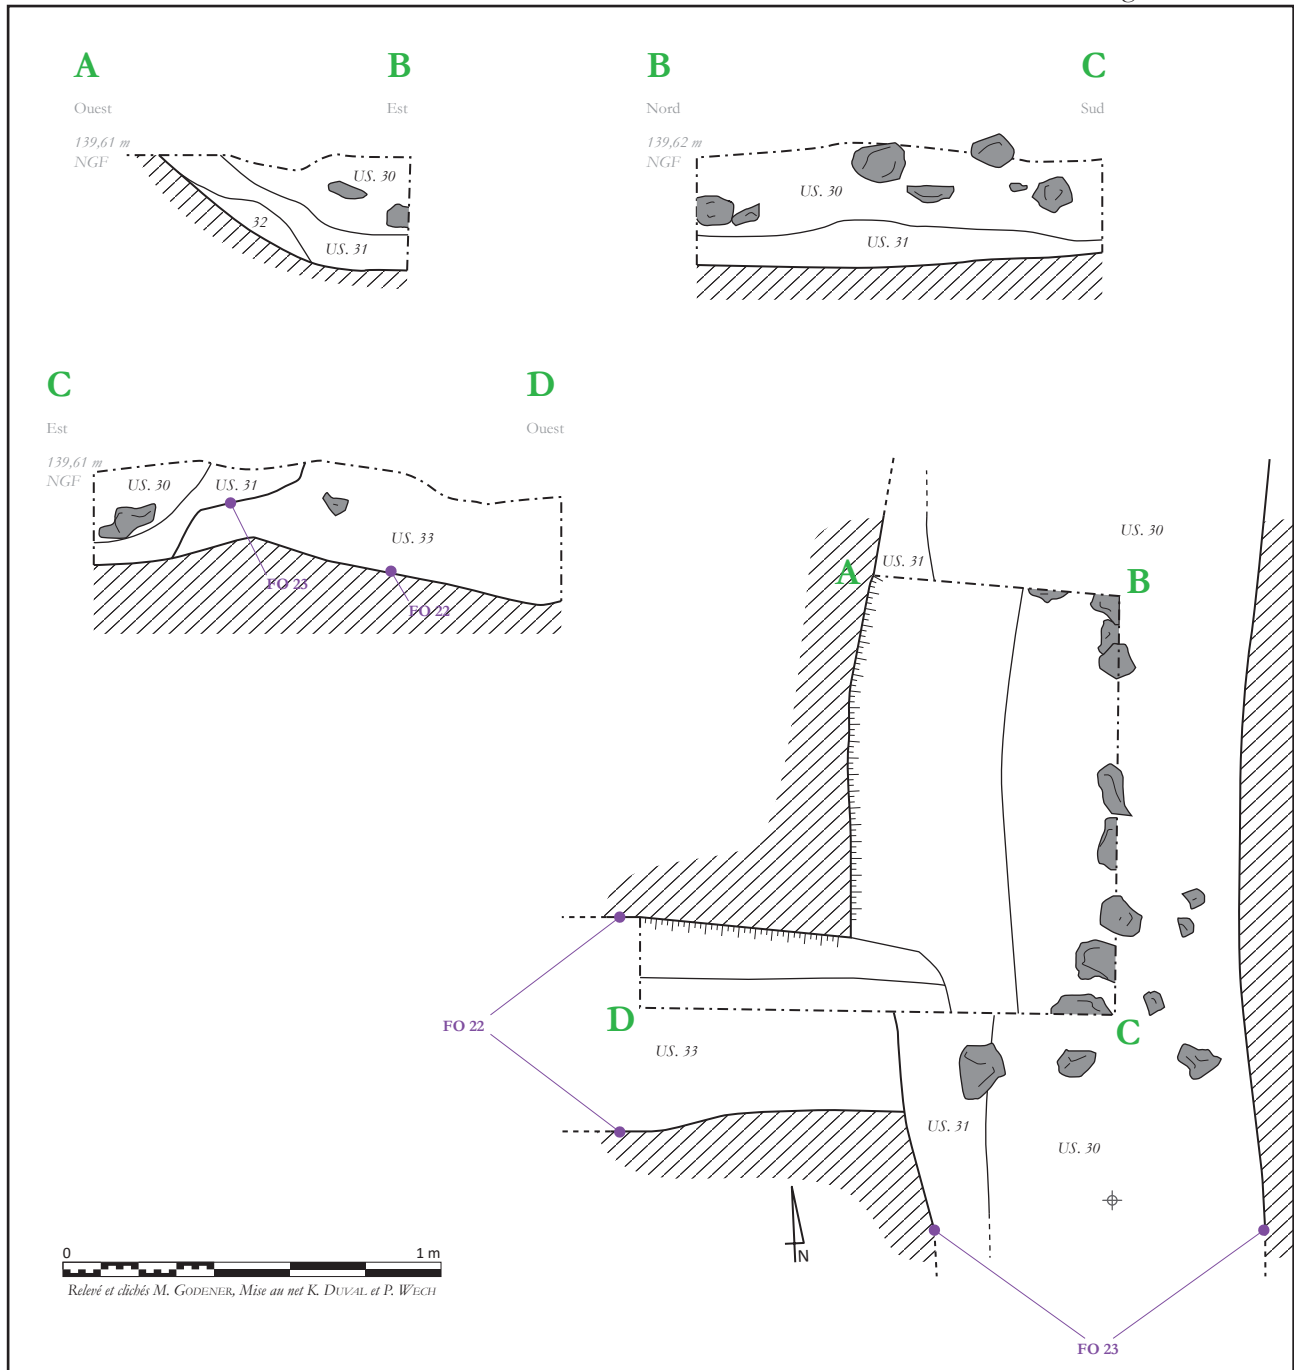 A B B C
Ouest Est Nord Sud
139,61 m
NGF
139,62 m
NGF
US. 30
32
US. 31
US. 30
US. 31
C D
Est Ouest
139,61 m
NGF
US. 30
US. 31
US. 33
FO 23
FO 22
US. 30
US. 31
A
B
FO 22
D
C
US. 33
US. 31
US. 30
N
0 1 m
Relevé et clichés M. GODENER, Mise au net K. DUVAL et P. WECH
FO 23